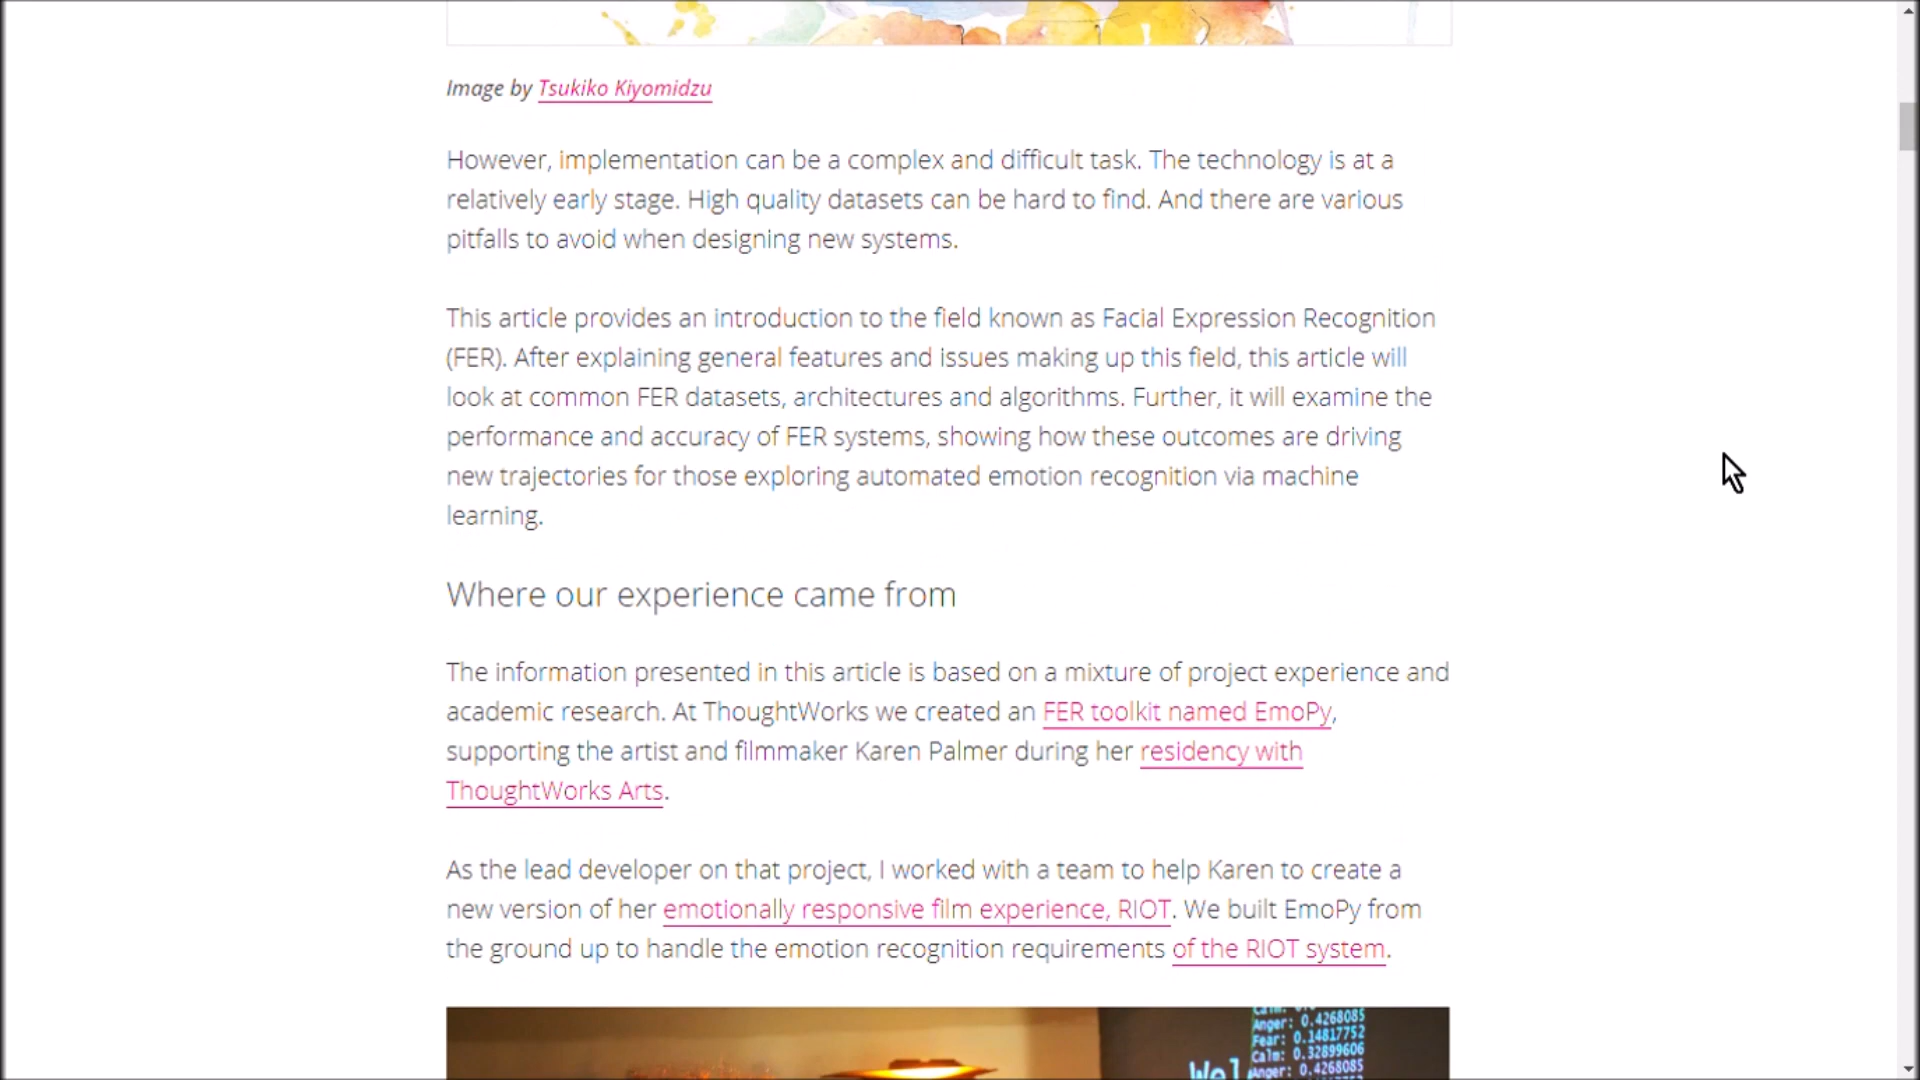 Image by Tsukiko Kiyomidzu
However, implementation can be a complex and difficult task. The technology is at a
relatively early stage. High quality datasets can be hard to find. And there are various
pitfalls to avoid when designing new systems.
This article provides an introduction to the field known as Facial Expression Recognition
(FER). After explaining general features and issues making up this field, this article will
look at common FER datasets, architectures and algorithms. Further, it will examine the
performance and accuracy of FER systems, showing how these outcomes are driving
new trajectories for those exploring automated emotion recognition via machine
learning.
Where our experience came from
The information presented in this article is based on a mixture of project experience and
academic research. At ThoughtWorks we created an FER toolkit named EmoPy,
supporting the artist and filmmaker Karen Palmer during her residency with
ThoughtWorks Arts.
As the lead developer on that project, I worked with a team to help Karen to create a
new version of her emotionally responsive film experience, RIOT. We built EmoPy from
the ground up to handle the emotion recognition requirements of the RIOT system.
Anger: 0.4268085
Fear: 0.14817752
Calm: 0.32899606
Anger: 0.4268085